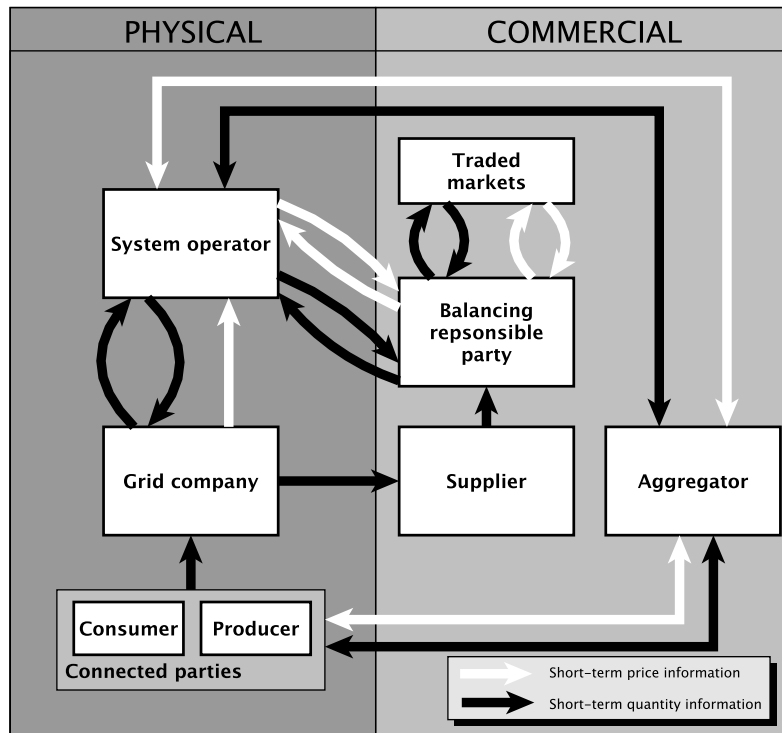 PHYSICAL
COMMERCIAL
Traded
markets
System operator
Balancing
repsonsible
party
Grid company
Supplier
Aggregator
Consumer
Producer
Connected parties
Short-term price information
Short-term quantity information